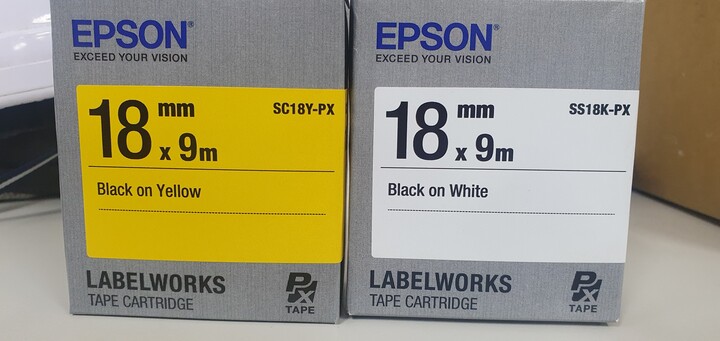 EPSON®
EXCEED YOUR VISION
18 mm x 9m
SC18Y-PX
Black on Yellow
LABELWORKS
TAPE CARTRIDGE
Px
TAPE
EPSON®
EXCEED YOUR VISION
18 mm x 9m
SS18K-PX
Black on White
LABELWORKS
TAPE CARTRIDGE
Px
TAPE